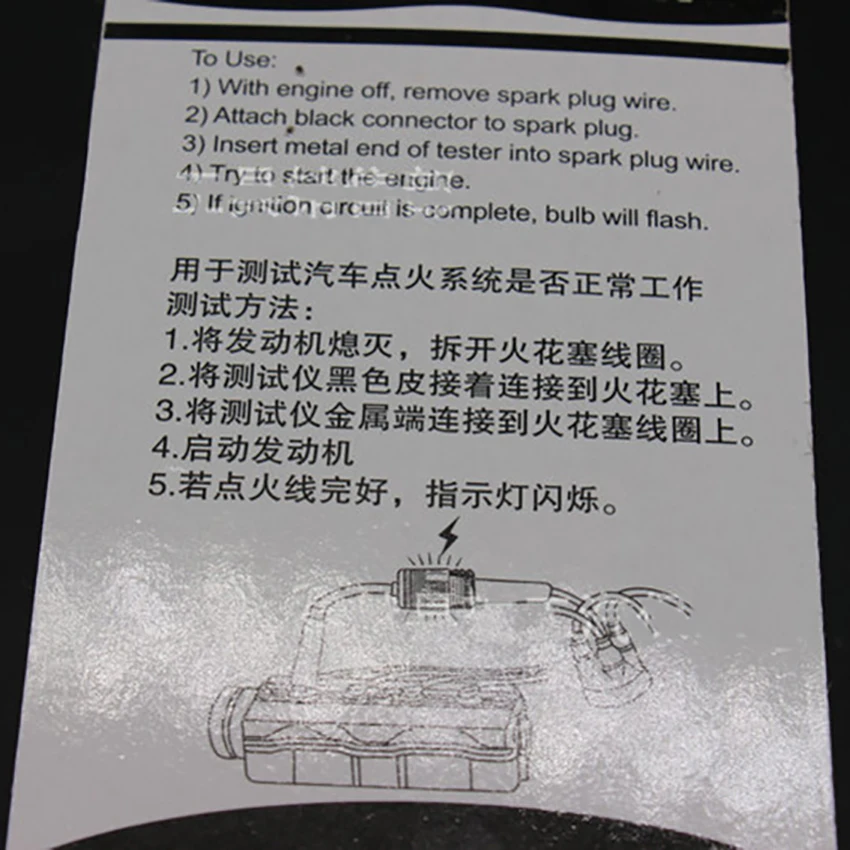 To Use:
1) With engine off, remove spark plug wire.
2) Attach black connector to spark plug.
3) Insert metal end of tester into spark plug wire.
4) Try to start the engine.
5) If ignition circuit is complete, bulb will flash.
用于测试汽车点火系统是否正常工作
测试方法：
1.将发动机熄灭，拆开火花塞线圈。
2.将测试仪黑色皮接着连接到火花塞上。
3.将测试仪金属端连接到火花塞线圈上。
4.启动发动机
5.若点火线完好，指示灯闪烁。